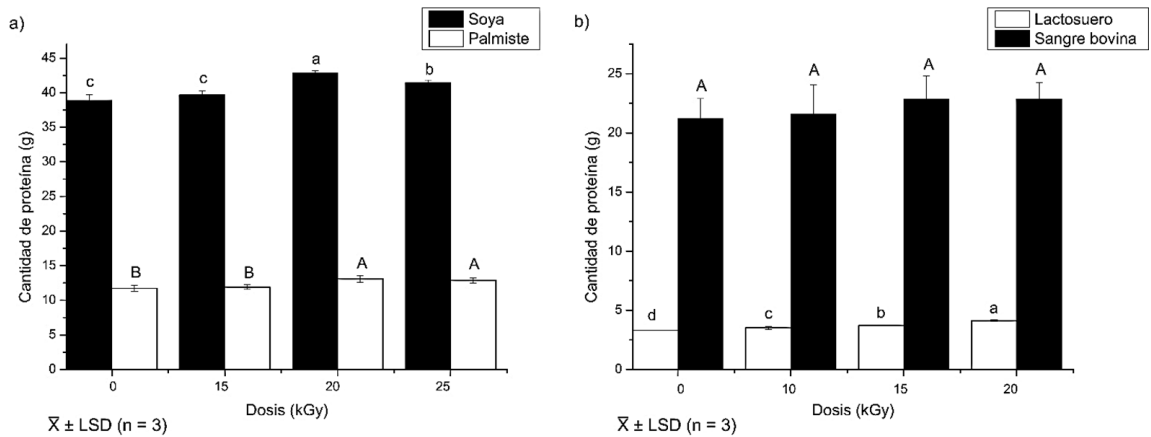 a)
Soya
Palmiste
Cantidad de proteína (g)
45
40
35
30
25
20
15
10
5
0
c
c
a
b
B
B
A
A
0
15
20
25
Dosis (kGy)
X̅ ± LSD (n = 3)
b)
Lactosuero
Sangre bovina
Cantidad de proteína (g)
25
20
15
10
5
0
A
A
A
A
d
c
b
a
0
10
15
20
Dosis (kGy)
X̅ ± LSD (n = 3)